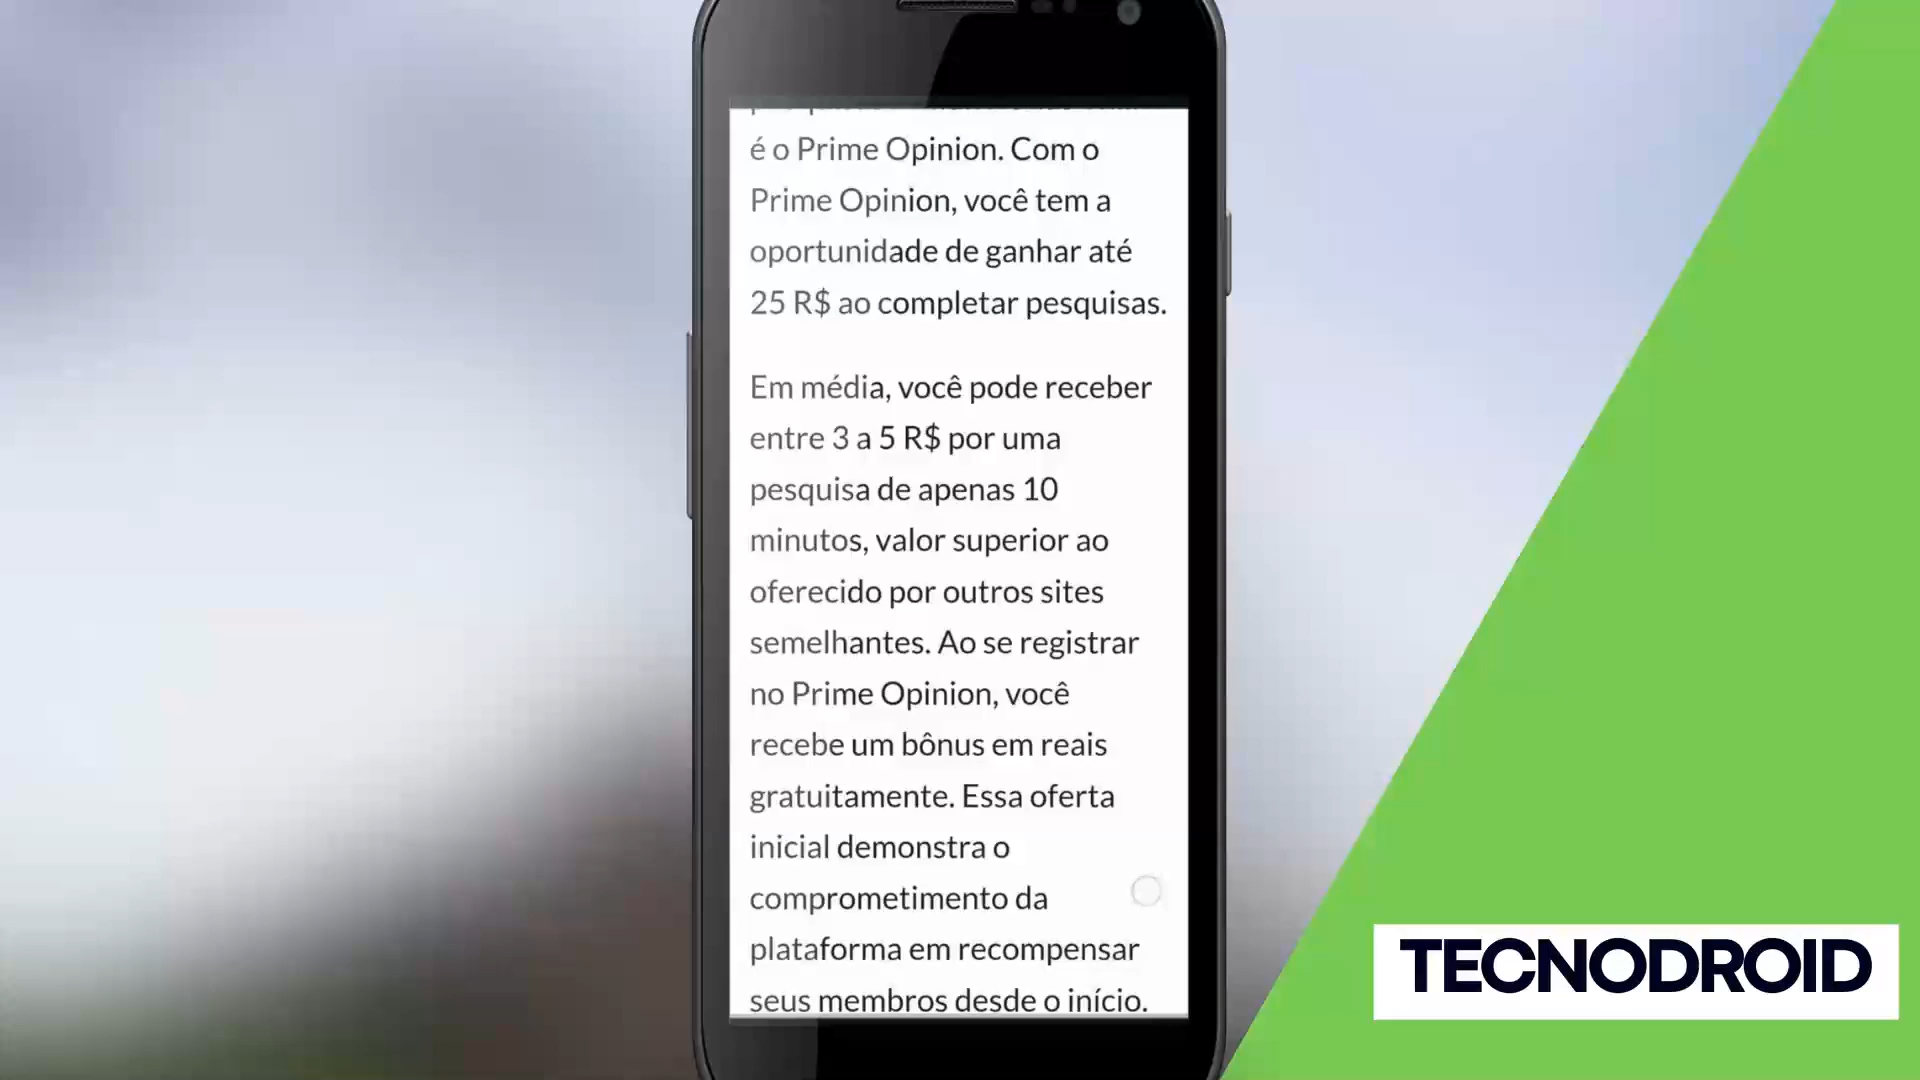 é o Prime Opinion. Com o
Prime Opinion, você tem a
oportunidade de ganhar até
25 R$ ao completar pesquisas.
Em média, você pode receber
entre 3 a 5 R$ por uma
pesquisa de apenas 10
minutos, valor superior ao
oferecido por outros sites
semelhantes. Ao se registrar
no Prime Opinion, você
recebe um bônus em reais
gratuitamente. Essa oferta
inicial demonstra o
comprometimento da
plataforma em recompensar
seus membros desde o início.
TECNODROID